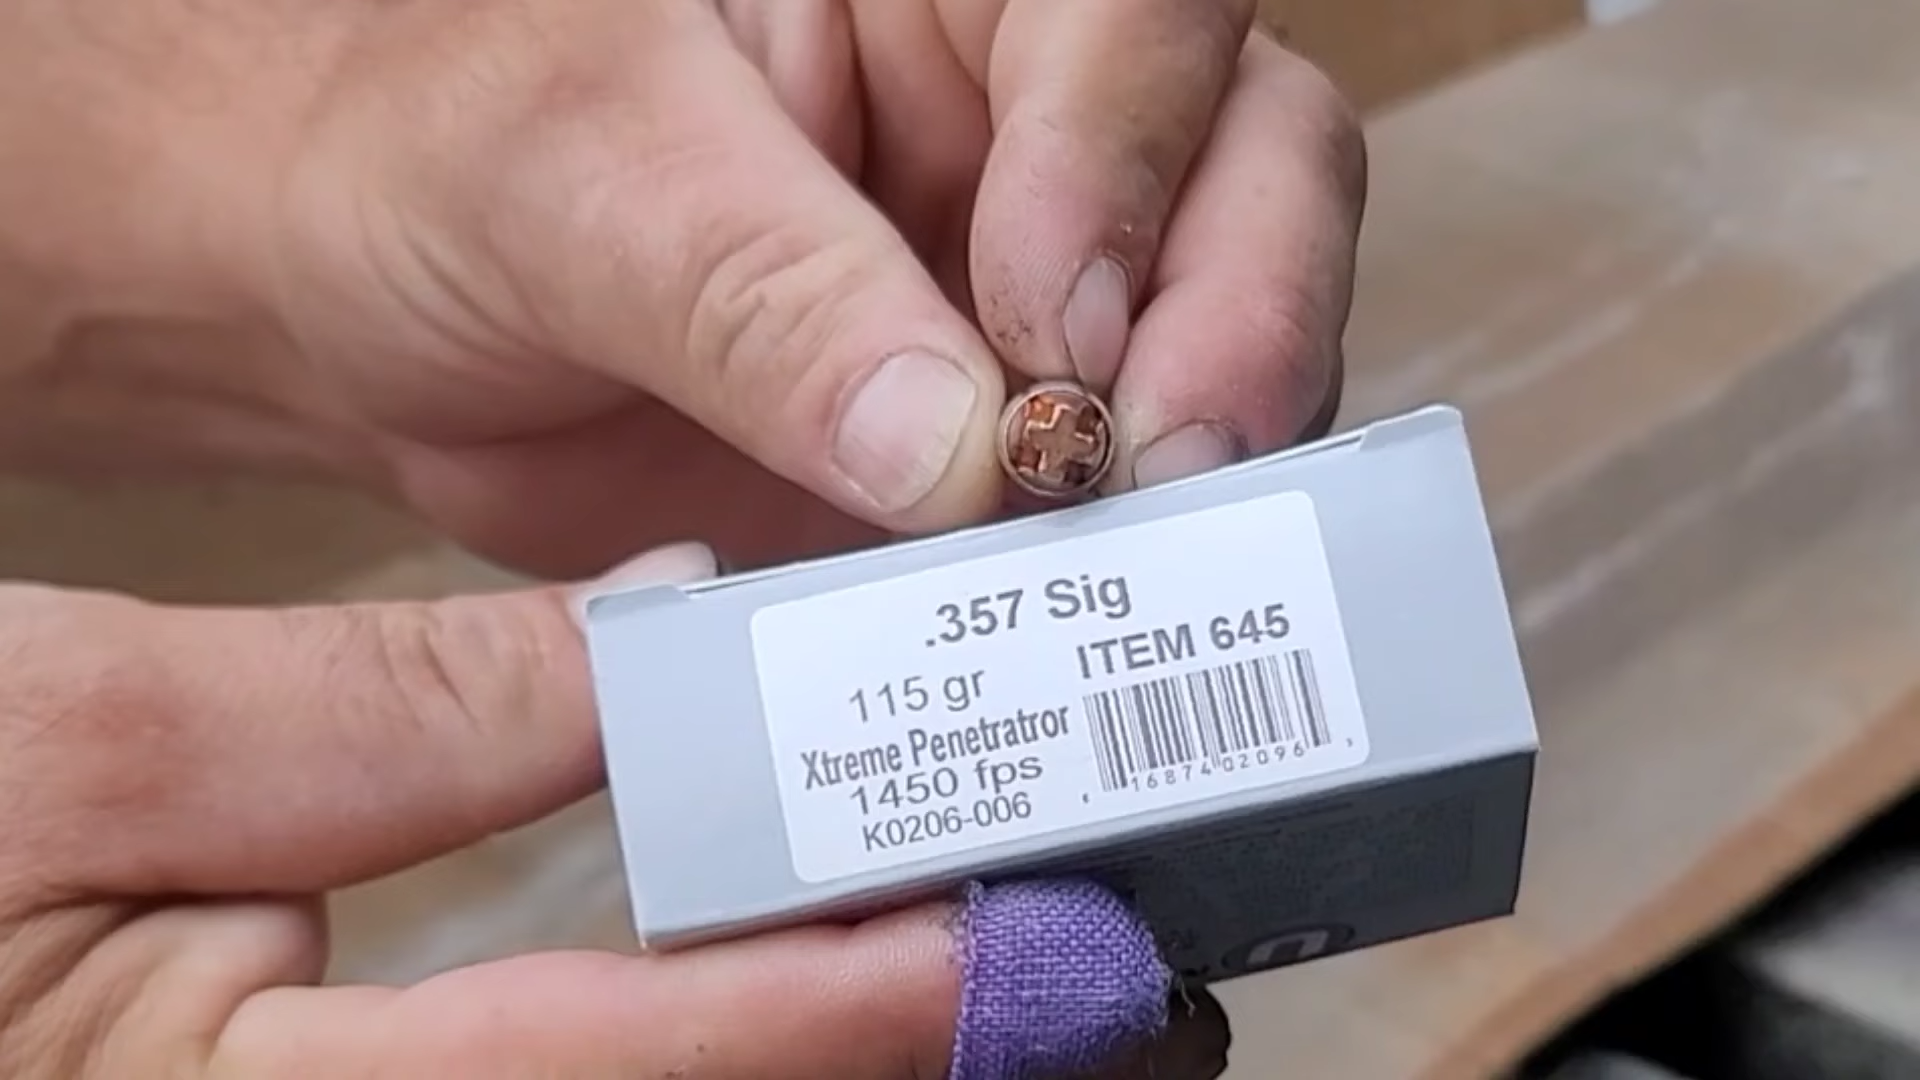 .357 Sig
ITEM 645
115 gr
Xtreme Penetratror
1450 fps
K0206-006
16874 02096